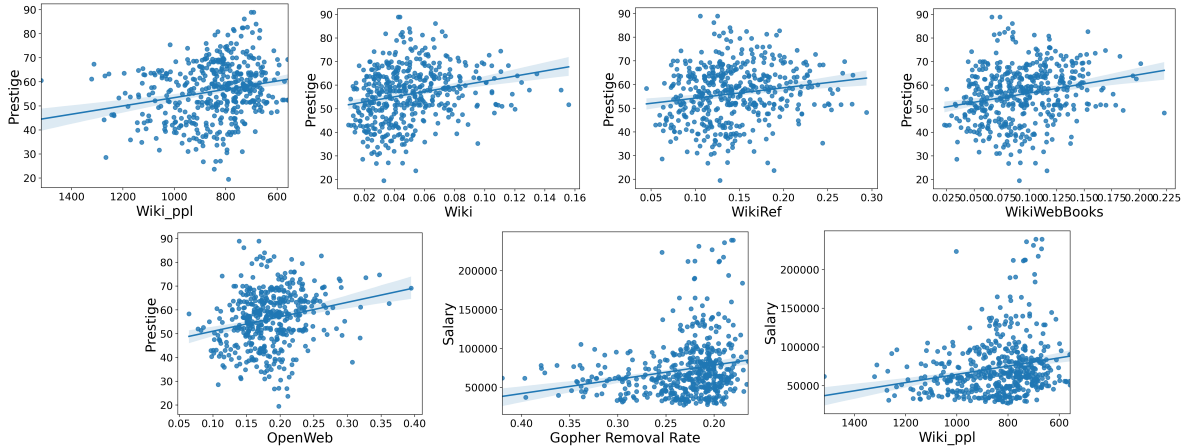 90
80
70
60
50
40
30
20
Prestige
1400 1200 1000 800 600
Wiki_ppl
90
80
70
60
50
40
30
20
Prestige
0.02 0.04 0.06 0.08 0.10 0.12 0.14 0.16
Wiki
90
80
70
60
50
40
30
20
Prestige
0.05 0.10 0.15 0.20 0.25 0.30
WikiRef
90
80
70
60
50
40
30
20
Prestige
0.025 0.050 0.075 0.100 0.125 0.150 0.175 0.200 0.225
WikiWebBooks
90
80
70
60
50
40
30
20
Prestige
0.05 0.10 0.15 0.20 0.25 0.30 0.35 0.40
OpenWeb
200000
150000
100000
50000
Salary
0.40 0.35 0.30 0.25 0.20
Gopher Removal Rate
200000
150000
100000
50000
Salary
1400 1200 1000 800 600
Wiki_ppl